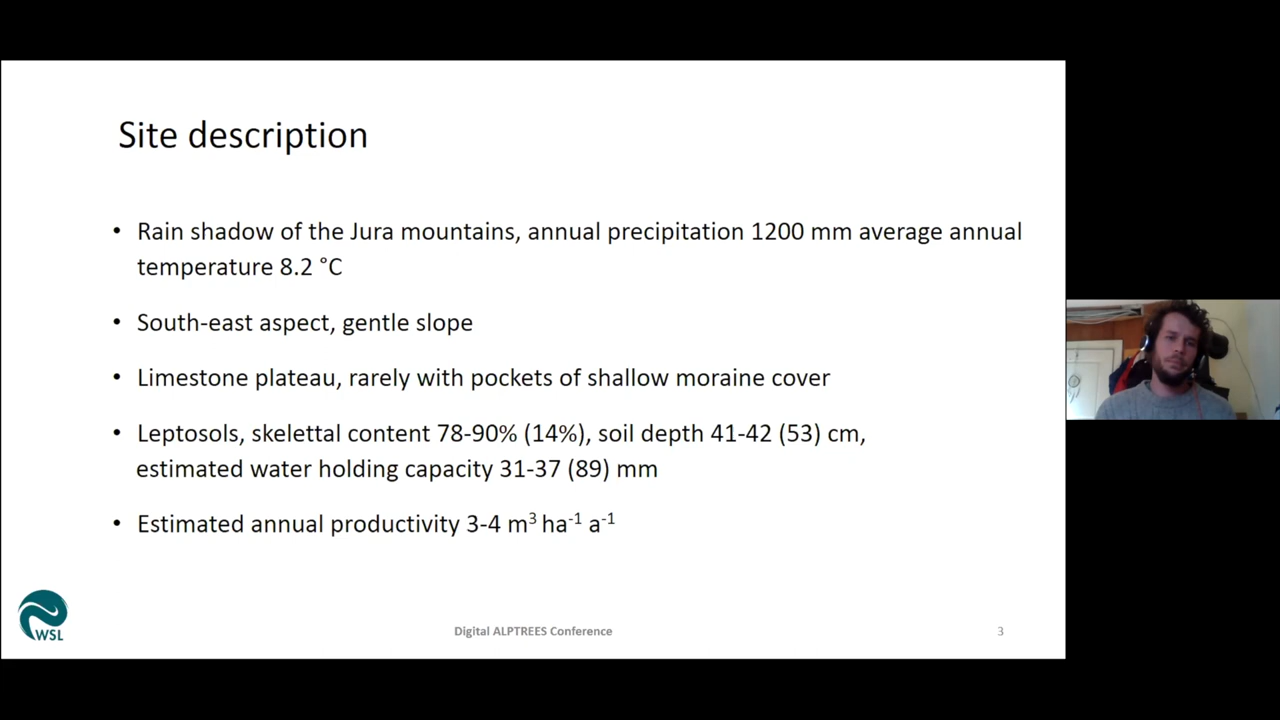 Site description
• Rain shadow of the Jura mountains, annual precipitation 1200 mm average annual
temperature 8.2 °C
• South-east aspect, gentle slope
• Limestone plateau, rarely with pockets of shallow moraine cover
• Leptosols, skelettal content 78-90% (14%), soil depth 41-42 (53) cm,
estimated water holding capacity 31-37 (89) mm
• Estimated annual productivity 3-4 m³ ha⁻¹ a⁻¹
WSL
Digital ALPTREES Conference
3